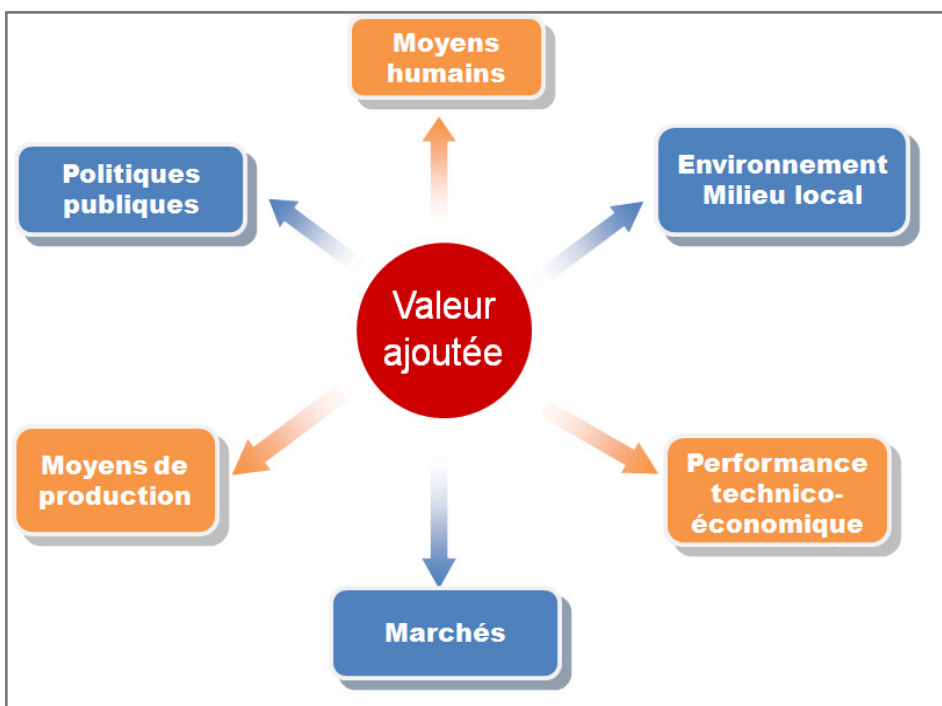 Moyens
humains
Politiques
publiques
Environnement
Milieu local
Valeur
ajoutée
Moyens de
production
Performance
technico-
économique
Marchés